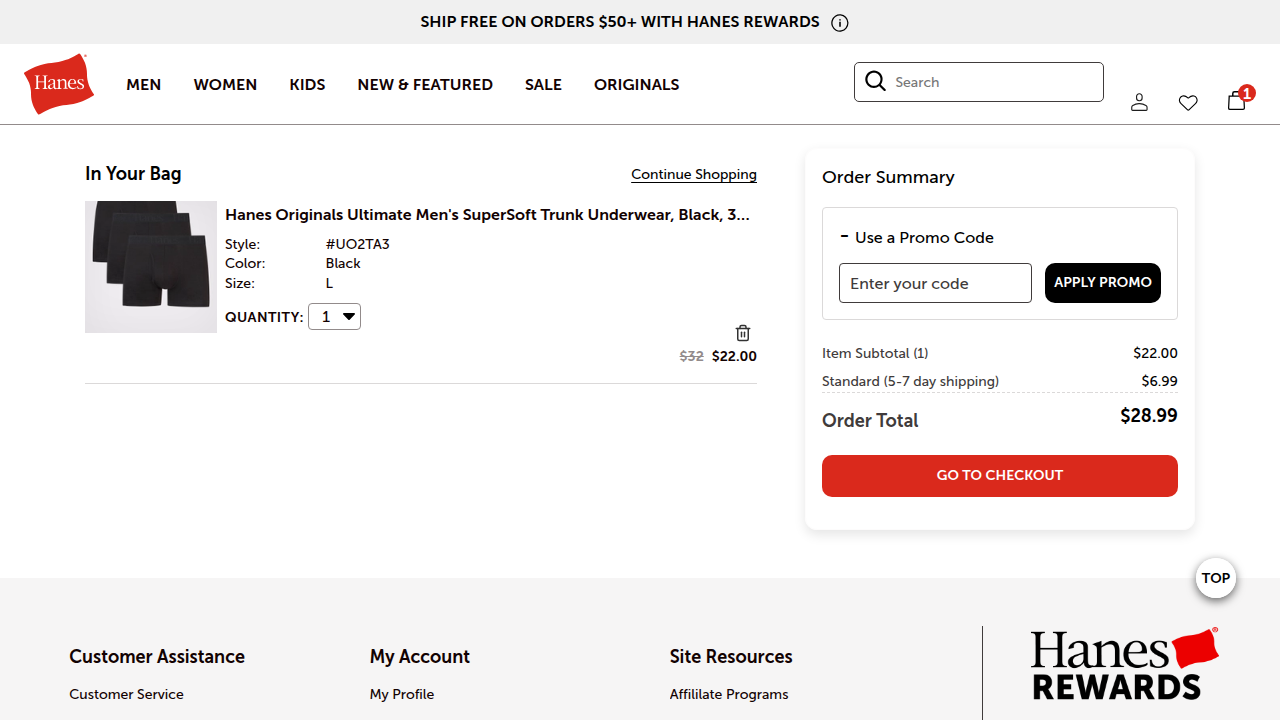 SHIP FREE ON ORDERS $50+ WITH HANES REWARDS
Hanes
MEN
WOMEN
KIDS
NEW & FEATURED
SALE
ORIGINALS
Search
1
In Your Bag
Continue Shopping
Hanes Originals Ultimate Men's SuperSoft Trunk Underwear, Black, 3...
Style: #UO2TA3
Color: Black
Size: L
QUANTITY: 1
$32 $22.00
Order Summary
- Use a Promo Code
Enter your code
APPLY PROMO
Item Subtotal (1) $22.00
Standard (5-7 day shipping) $6.99
Order Total $28.99
GO TO CHECKOUT
TOP
Customer Assistance
Customer Service
My Account
My Profile
Site Resources
Affililate Programs
Hanes®
REWARDS